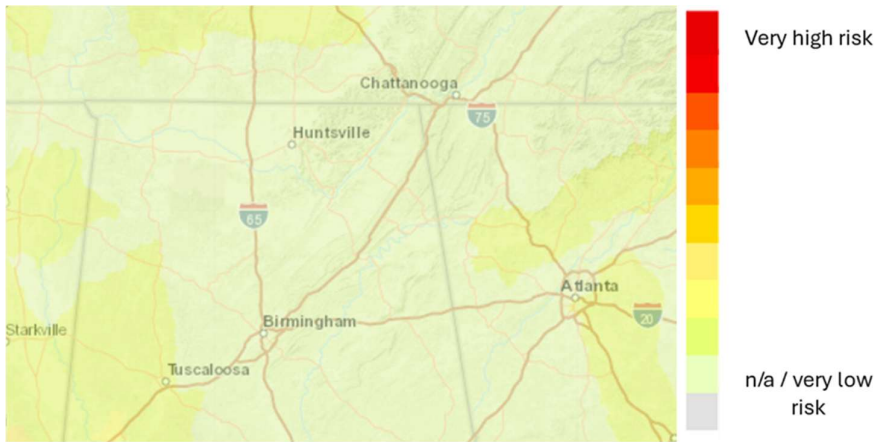 Very high risk
Chattanooga
75
Huntsville
65
Atlanta
20
Birmingham
Starkville
Tuscaloosa
n/a / very low
risk